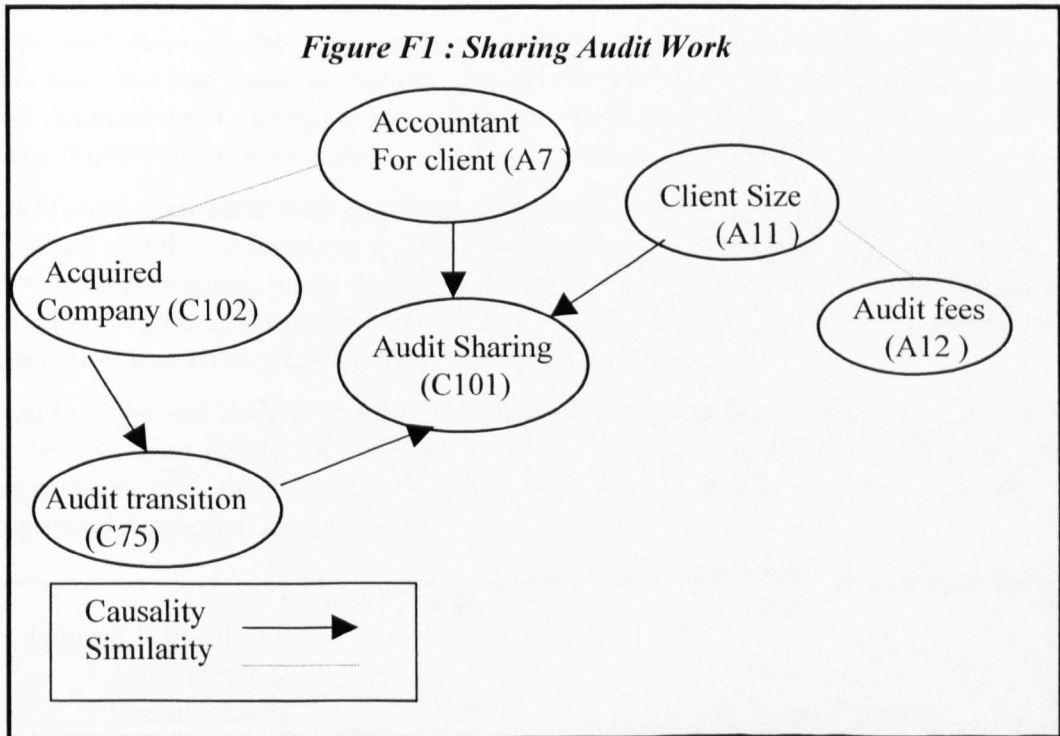 Figure F1 : Sharing Audit Work
Accountant
For client (A7
Client Size
(A11 )
Acquired
Company (C102)
Audit Sharing
(C101)
Audit fees
(A12 )
Audit transition
(C75)
Causality
Similarity